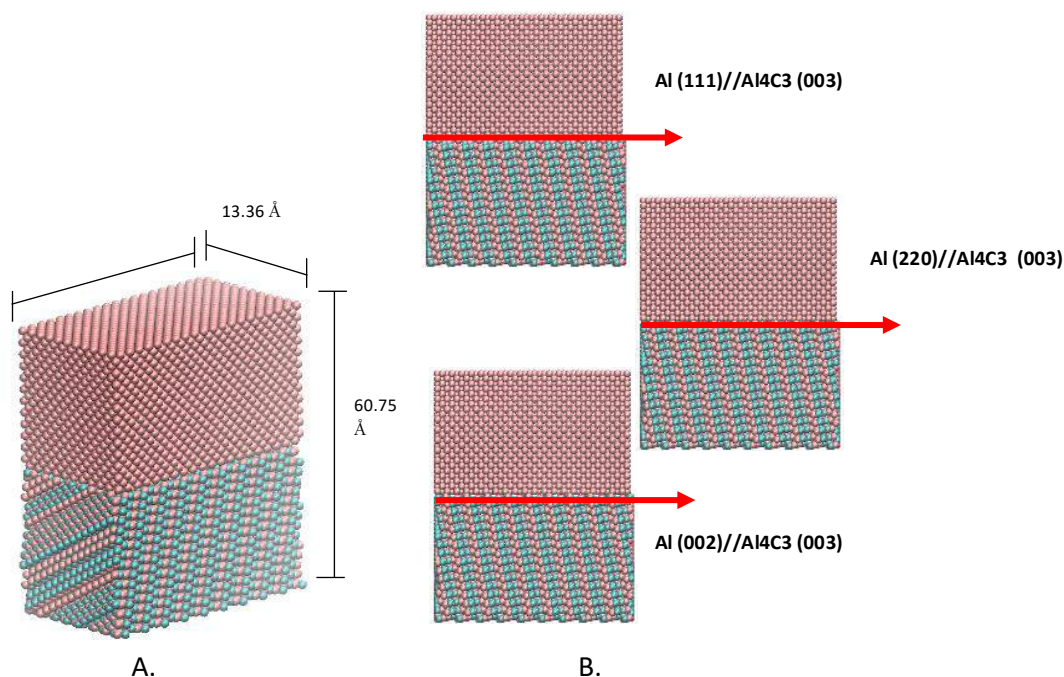 13.36 Å
60.75
Å
A.
Al (111)//Al4C3 (003)
Al (220)//Al4C3  (003)
Al (002)//Al4C3 (003)
B.